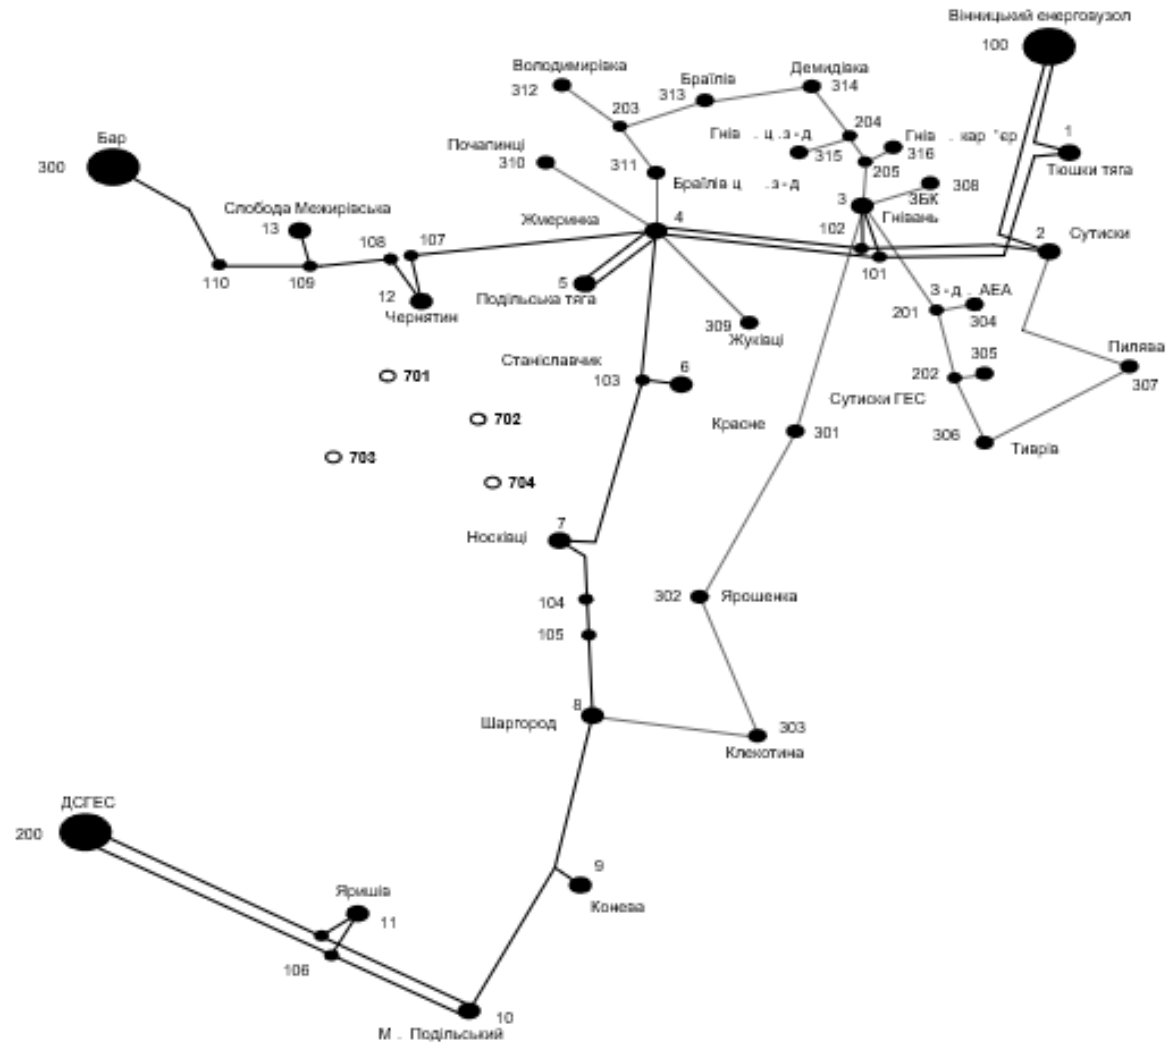 Вінницький енерговузол
100
Володимирівка
312
Браїлів
313
Демидівка
314
203
204
Гнів . ц .з-д
315
Гнів . кар "єр
316
205
1
Тюшки тяга
Бар
300
Почапинці
310
311
Браїлів ц .з-д
308
ЗБК
3
Гнівань
Слобода Межирівська
13
Жмеринка
4
102
101
2
Сутиски
108
107
110
109
12
Чернятин
5
Подільська тяга
309
Жуківці
З-д . АЕА
201
304
Станіславчик
103
6
305
202
Пилява
307
701
702
703
704
Сутиски ГЕС
Красне
301
306
Тиврів
7
Носківці
104
105
302
Ярошенка
8
Шаргород
303
Клекотина
ДСГЕС
200
9
Конева
Яришів
11
106
10
М . Подільський